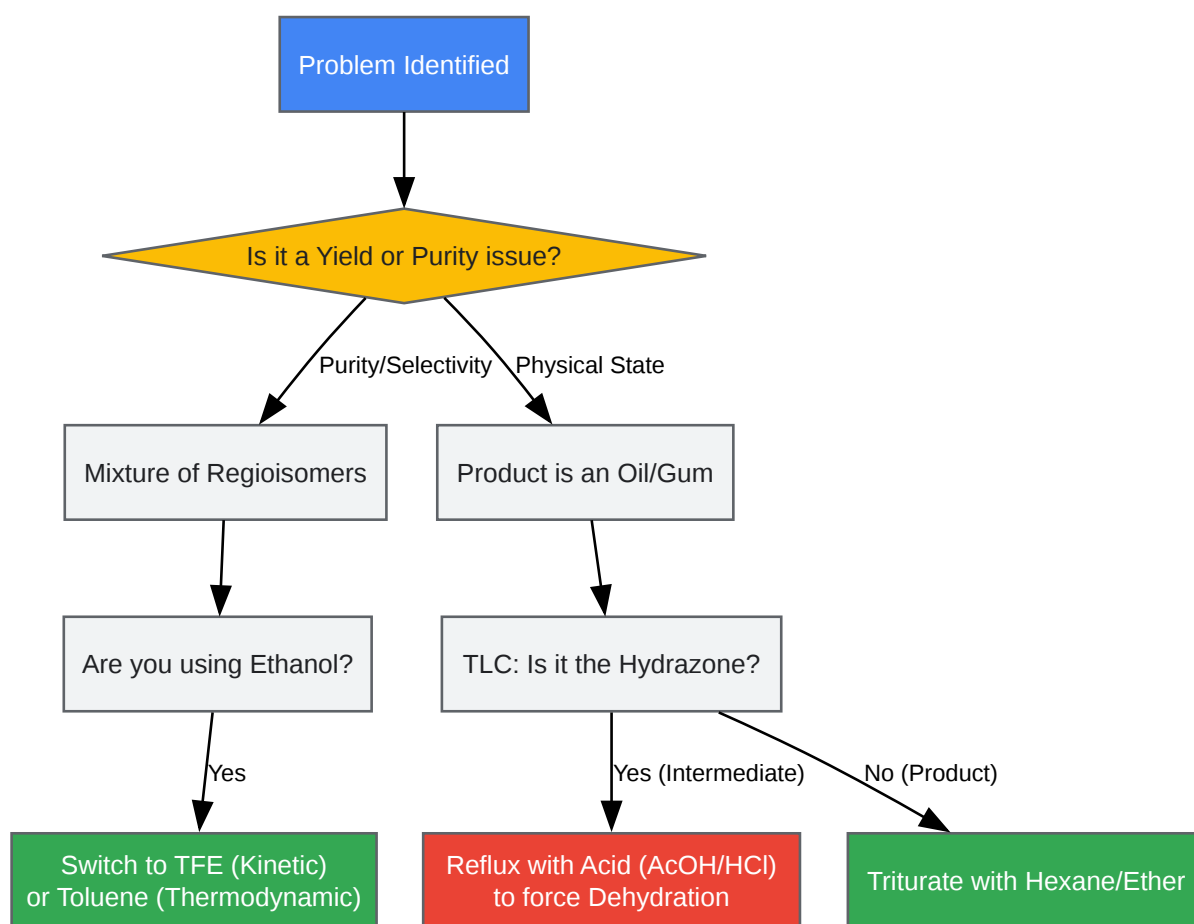 Problem Identified
Is it a Yield or Purity issue?
Purity/Selectivity
Physical State
Mixture of Regioisomers
Product is an Oil/Gum
Are you using Ethanol?
TLC: Is it the Hydrazone?
Yes
Yes (Intermediate)
No (Product)
Switch to TFE (Kinetic)
or Toluene (Thermodynamic)
Reflux with Acid (AcOH/HCl)
to force Dehydration
Triturate with Hexane/Ether